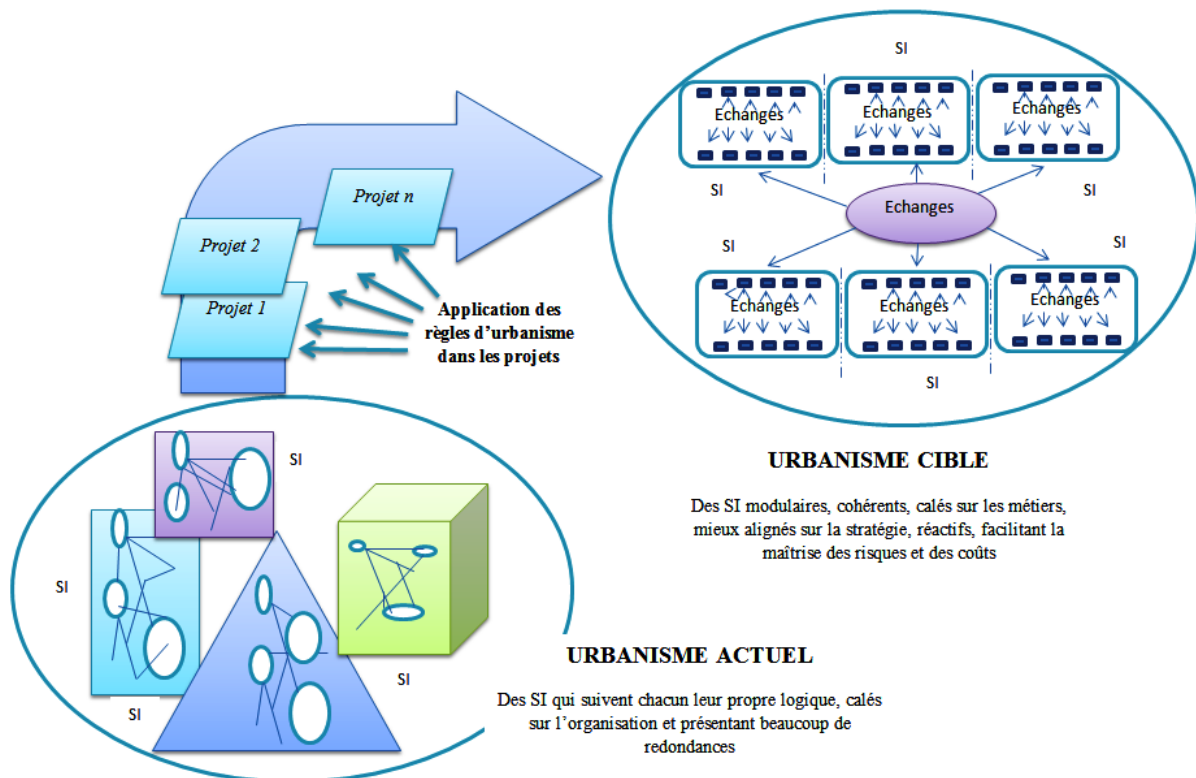 SI
Echanges
Echanges
Echanges
SI
SI
Echanges
SI
SI
Echanges
Echanges
Echanges
SI
Projet n
Projet 2
Projet 1
Application des
règles d'urbanisme
dans les projets
URBANISME CIBLE
Des SI modulaires, cohérents, calés sur les métiers,
mieux alignés sur la stratégie, réactifs, facilitant la
maîtrise des risques et des coûts
SI
SI
SI
SI
URBANISME ACTUEL
Des SI qui suivent chacun leur propre logique, calés
sur l'organisation et présentant beaucoup de
redondances